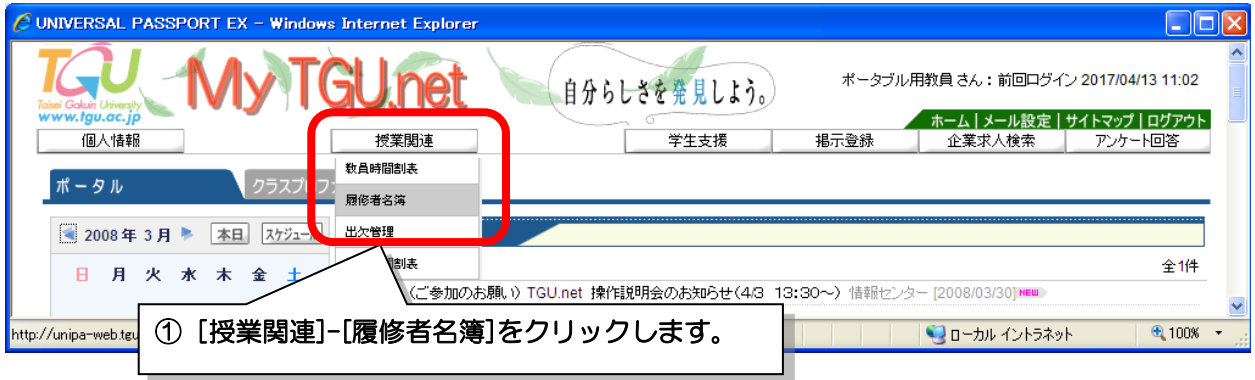 UNIVERSAL PASSPORT EX - Windows Internet Explorer
TGU
Taisei Gakuin University
www.tgu.ac.jp
My TGU.net
自分らしさを発見しよう。
ポータブル用教員 さん：前回ログイン 2017/04/13 11:02
ホーム | メール設定 | サイトマップ | ログアウト
個人情報
授業関連
学生支援
掲示登録
企業求人検索
アンケート回答
教員時間割表
履修者名簿
出欠管理
割表
ポータル
クラスプロフ
2008年 3月
本日
スケジュール
日 月 火 水 木 金 土
全1件
(ご参加のお願い) TGU.net 操作説明会のお知らせ(4/3 13:30～) 情報センター [2008/03/30] NEW
① [授業関連]-[履修者名簿]をクリックします。
http://unipa-web.tgu
ローカル イントラネット
100%